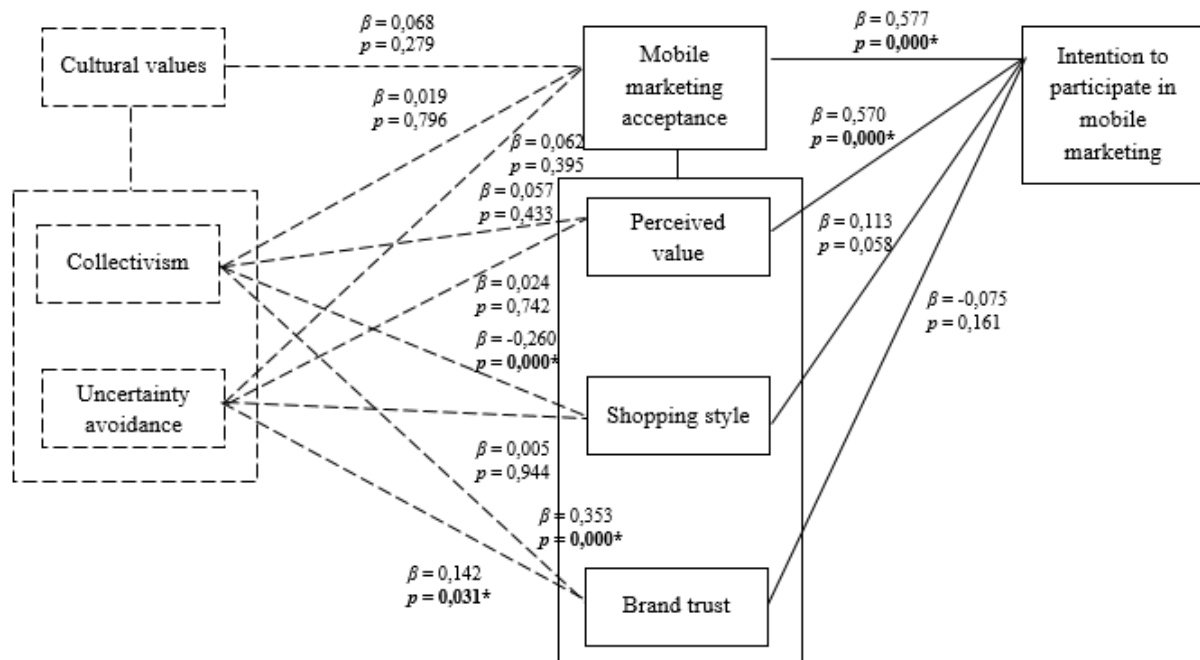 β = 0,068
p = 0,279
Cultural values
β = 0,019
p = 0,796
β = 0,062
p = 0,395
β = 0,057
p = 0,433
Collectivism
β = 0,024
p = 0,742
β = -0,260
p = 0,000*
Uncertainty
avoidance
β = 0,005
p = 0,944
β = 0,353
p = 0,000*
β = 0,142
p = 0,031*
Mobile
marketing
acceptance
Perceived
value
Shopping style
Brand trust
β = 0,577
p = 0,000*
β = 0,570
p = 0,000*
β = 0,113
p = 0,058
β = -0,075
p = 0,161
Intention to
participate in
mobile
marketing